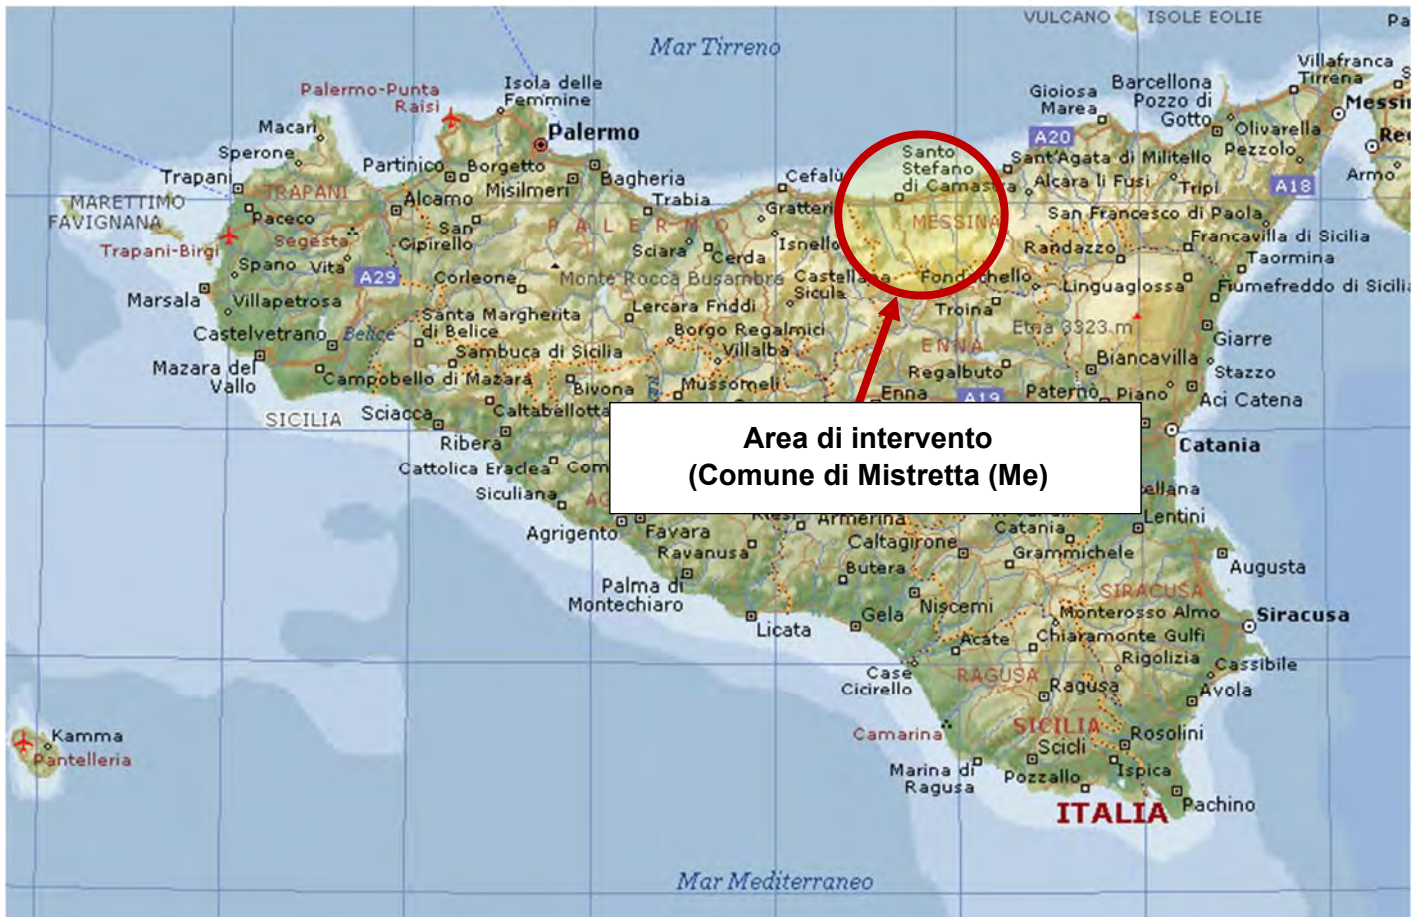 VULCANO
ISOLE EOLIE
Pa
Mar Tirreno
Villafranca
Tirrena
S
Isola delle
Femmine
Palermo-Punta
Raisi
Barcellona
Pozzo di
Gotto
Gioiosa
Marea
Messin
Macari
Palermo
A20
Olivarella
Re
Sperone
Partinico
Borgetto
Santo
Stefano
di Camastra
Sant'Agata di Militello
Pezzolo
Trapani
TRAPANI
Misilmeri
Bagheria
Cefalù
Alcara li Fusi
Tripi
A18
Armo
MARETTIMO
FAVIGNANA
Paceco
Alcamo
Trabia
Gratteri
MESSINA
San Francesco di Paola
Segesta
San
Cipirello
PALERMO
Isnello
Randazzo
Francavilla di Sicilia
Trapani-Birgi
Sciara
Cerda
Taormina
Spano
Vita
A29
Corleone
Monte Rocca Busambra
Castellana
Sicula
Fondachello
Linguaglossa
Fiumefreddo di Sicili
Marsala
Villapetrosa
Santa Margherita
di Belice
Lercara Friddi
Troina
Etna 3323 m
Castelvetrano
Belice
Borgo Regalmici
ENNA
Giarre
Sambuca di Sicilia
Villalba
Biancavilla
Mazara del
Vallo
Campobello di Mazara
Bivona
Mussomeli
Regalbuto
Stazzo
SICILIA
Sciacca
Caltabellotta
Enna
A19
Paternò
Piano
Aci Catena
Ribera
Area di intervento
(Comune di Mistretta (Me)
Catania
Cattolica Eraclea
Com
Siculiana
AG
ellana
Agrigento
Favara
Armerina
Catania
Lentini
Ravanusa
Caltagirone
Grammichele
Augusta
Palma di
Montechiaro
Butera
SIRACUSA
Licata
Gela
Niscemi
Monterosso Almo
Siracusa
Acate
Chiaramonte Gulfi
Case
Cicirello
RAGUSA
Rigolizia
Cassibile
Ragusa
Avola
Kamma
Pantelleria
Camarina
SICILIA
Rosolini
Scicli
Marina di
Ragusa
Pozzallo
Ispica
ITALIA
Pachino
Mar Mediterraneo